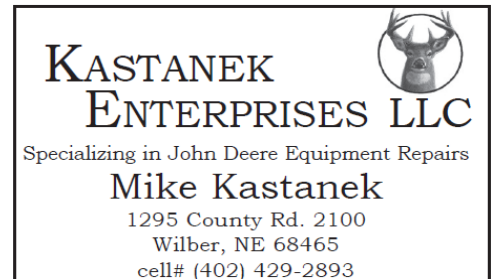 KASTANEK
ENTERPRISES LLC
Specializing in John Deere Equipment Repairs
Mike Kastanek
1295 County Rd. 2100
Wilber, NE 68465
cell# (402) 429-2893